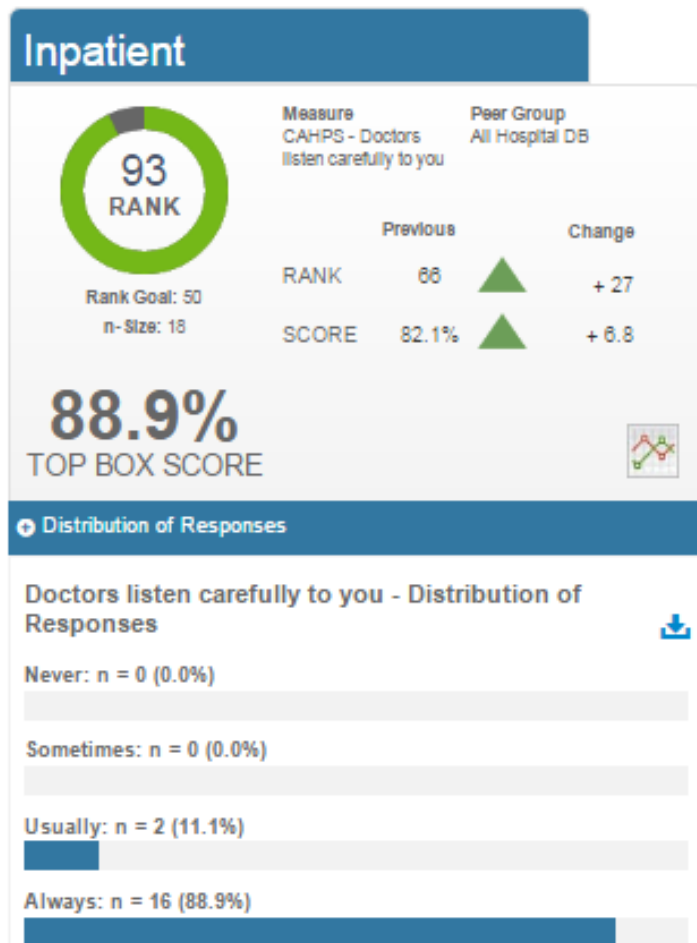 Inpatient
93
RANK
Rank Goal: 50
n-Size: 18
Measure
CAHPS - Doctors
listen carefully to you
Peer Group
All Hospital DB
Previous Change
RANK 66 + 27
SCORE 82.1% + 6.8
88.9%
TOP BOX SCORE
Distribution of Responses
Doctors listen carefully to you - Distribution of
Responses
Never: n = 0 (0.0%)
Sometimes: n = 0 (0.0%)
Usually: n = 2 (11.1%)
Always: n = 16 (88.9%)